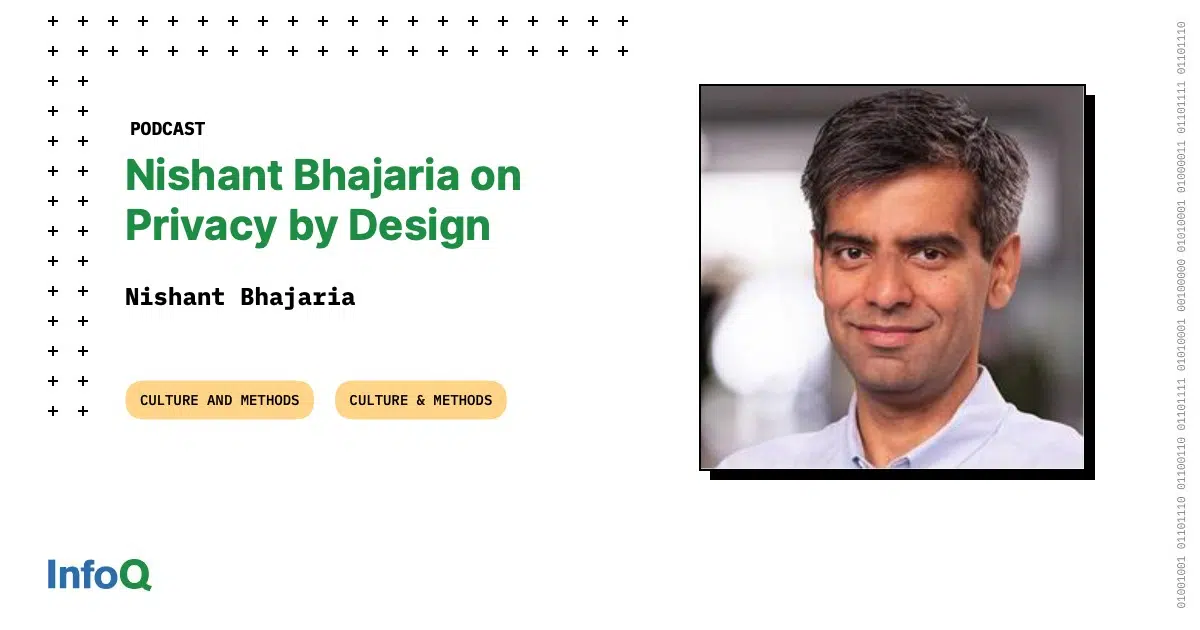 PODCAST
Nishant Bhajaria on
Privacy by Design
Nishant Bhajaria
CULTURE AND METHODS
CULTURE & METHODS
InfoQ
01001001 01101110 01100110 01101111 01010001 00100000 01010001 01000011 01101111 01101110